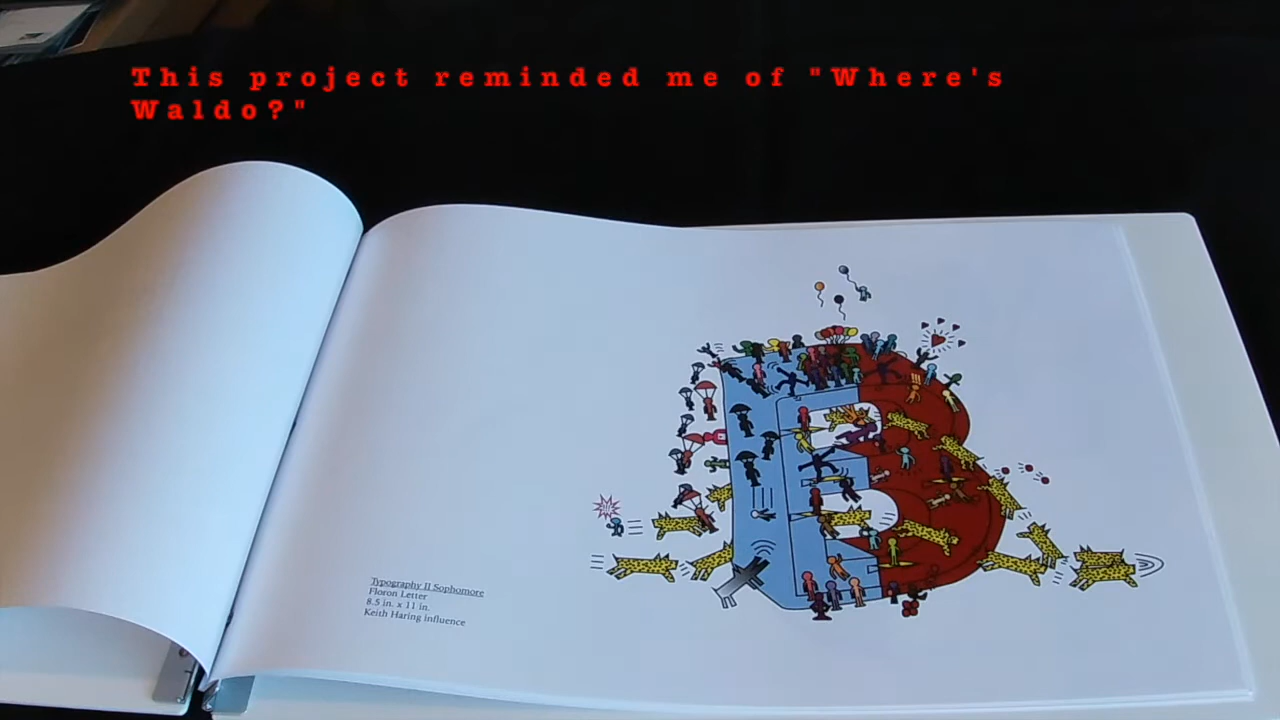 This project reminded me of "Where's
Waldo?"
Typography II Sophomore
Floron Letter
8.5 in. x 11 in.
Keith Haring influence